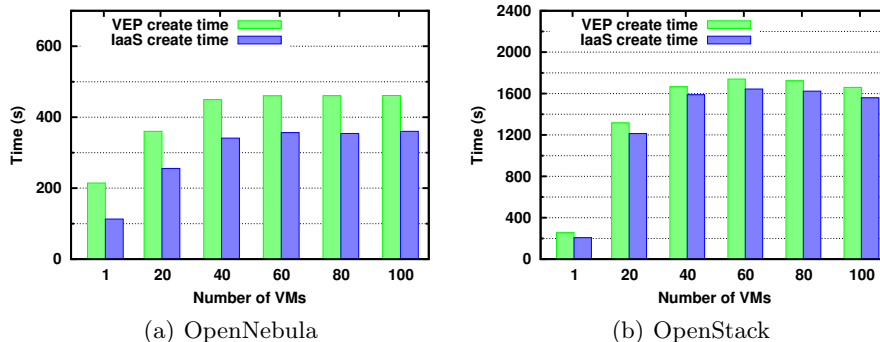 VEP create time
IaaS create time
600
400
200
0
Time (s)
1 20 40 60 80 100
Number of VMs
(a) OpenNebula
VEP create time
IaaS create time
2400
2000
1600
1200
800
400
0
Time (s)
1 20 40 60 80 100
Number of VMs
(b) OpenStack